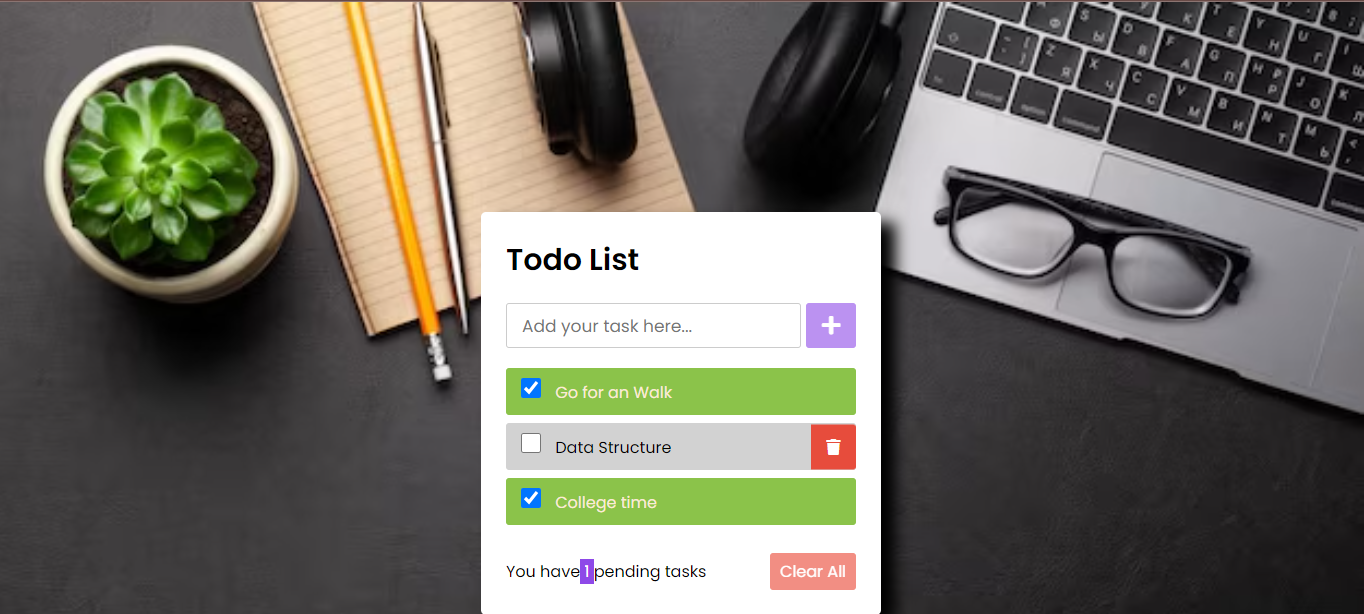 Todo List
Add your task here...
Go for an Walk
Data Structure
College time
You have 1 pending tasks
Clear All